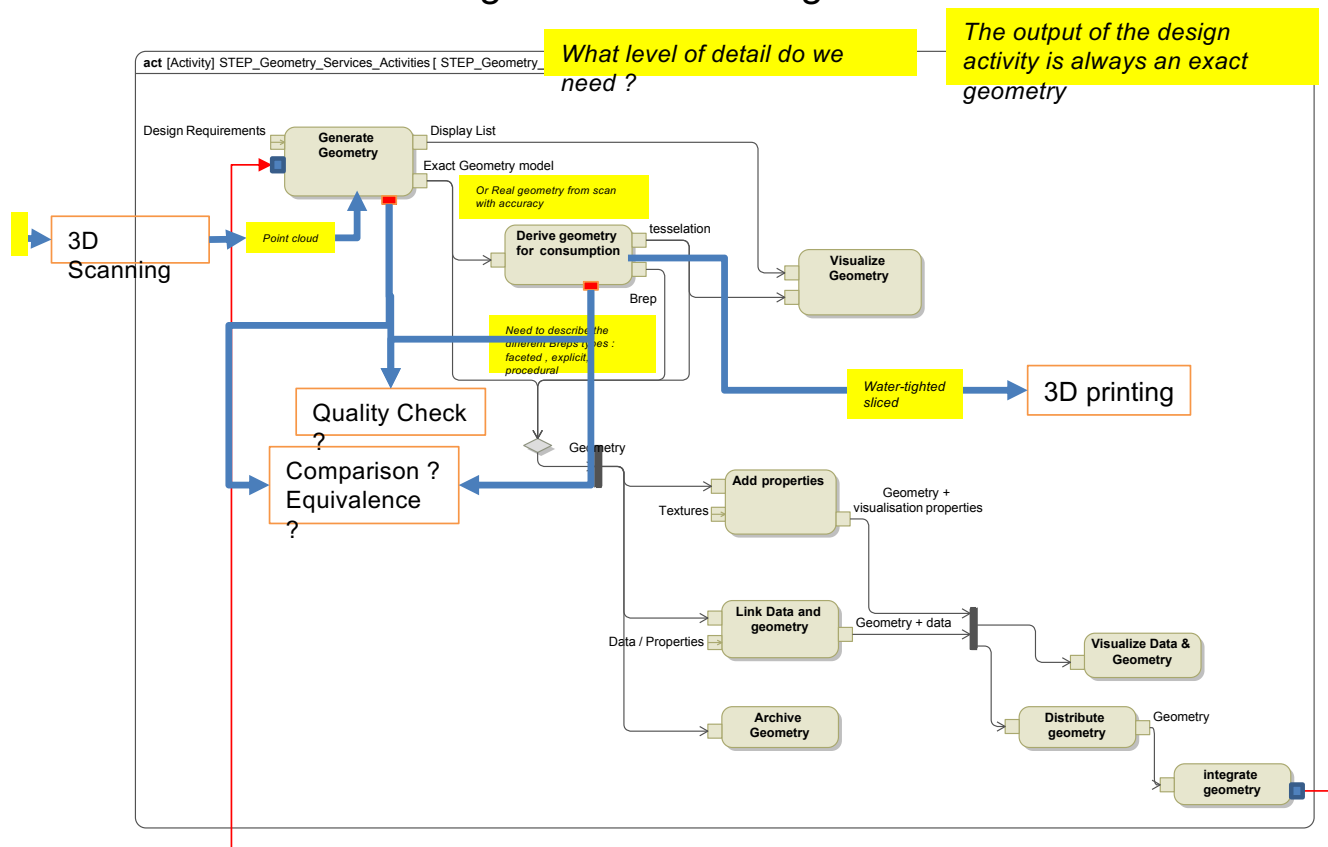 What level of detail do we
need ?
The output of the design
activity is always an exact
geometry
act [Activity] STEP_Geometry_Services_Activities [ STEP_Geometry_
Design Requirements
Generate
Geometry
Display List
Exact Geometry model
Or Real geometry from scan
with accuracy
3D
Scanning
Point cloud
Derive geometry
for consumption
tesselation
Brep
Visualize
Geometry
Need to describe the
different Breps types :
faceted , explicit,
procedural
Water-tighted
sliced
3D printing
Quality Check
?
Comparison ?
Equivalence
?
Geometry
Add properties
Textures
Geometry +
visualisation properties
Link Data and
geometry
Data / Properties
Geometry + data
Visualize Data &
Geometry
Archive
Geometry
Distribute
geometry
Geometry
integrate
geometry